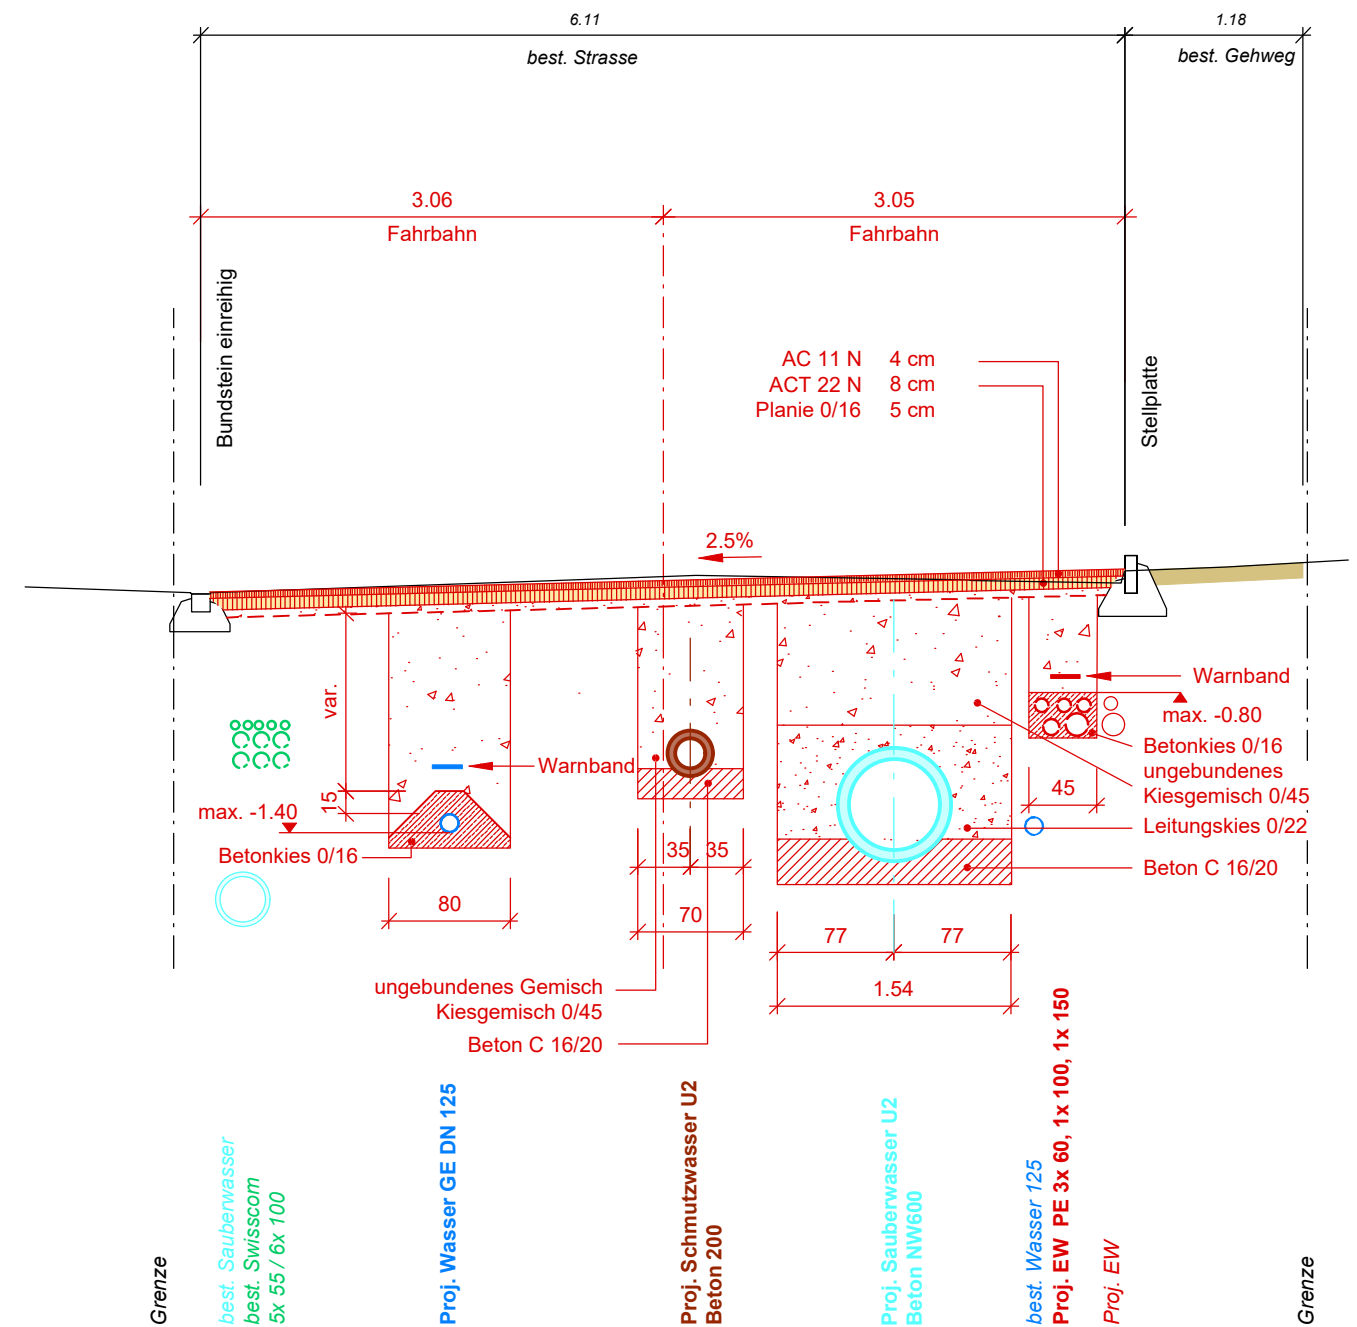 6.11
1.18
best. Strasse
best. Gehweg
3.06
3.05
Fahrbahn
Fahrbahn
Bundstein einreihig
Stellplatte
AC 11 N 4 cm
ACT 22 N 8 cm
Planie 0/16 5 cm
2.5%
var.
15
Warnband
max. -1.40
Betonkies 0/16
80
35 35
70
77 77
1.54
Warnband
max. -0.80
Betonkies 0/16
ungebundenes
Kiesgemisch 0/45
45
Leitungskies 0/22
Beton C 16/20
ungebundenes Gemisch
Kiesgemisch 0/45
Beton C 16/20
Grenze
best. Sauberwasser
best. Swisscom
5x 55 / 6x 100
Proj. Wasser GE DN 125
Proj. Schmutzwasser U2
Beton 200
Proj. Sauberwasser U2
Beton NW600
best. Wasser 125
Proj. EW PE 3x 60, 1x 100, 1x 150
Proj. EW
Grenze